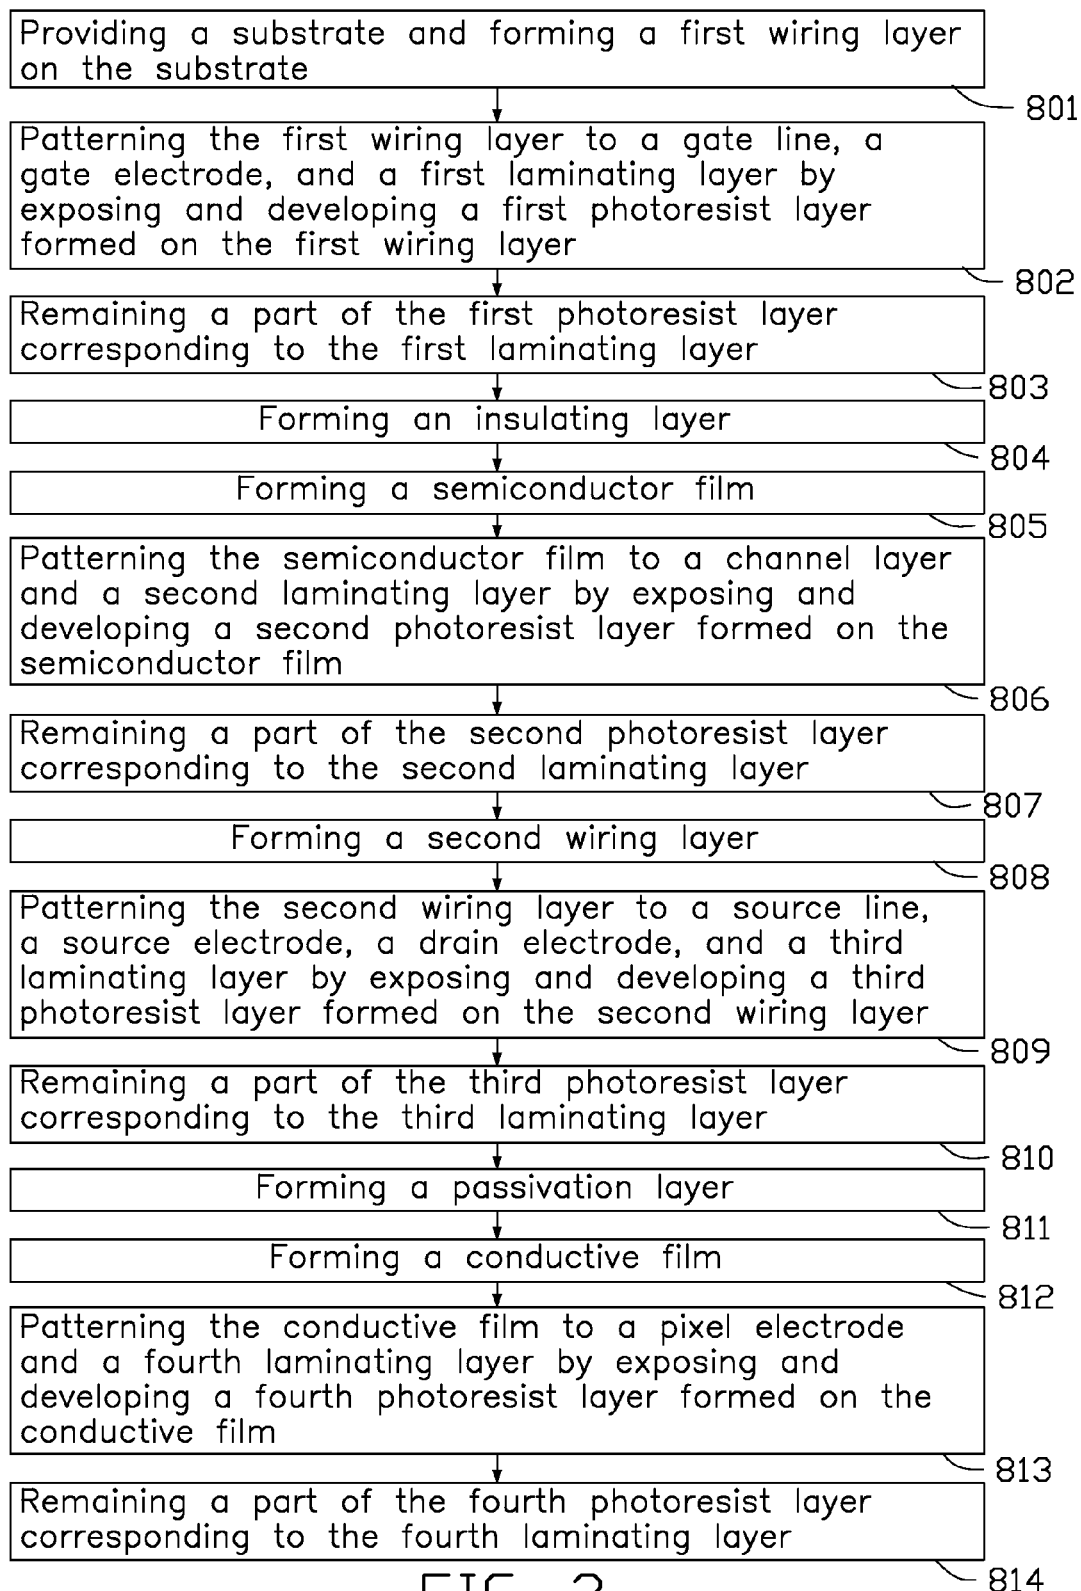 Providing a substrate and forming a first wiring layer
on the substrate
801
Patterning the first wiring layer to a gate line, a
gate electrode, and a first laminating layer by
exposing and developing a first photoresist layer
formed on the first wiring layer
802
Remaining a part of the first photoresist layer
corresponding to the first laminating layer
803
Forming an insulating layer
804
Forming a semiconductor film
805
Patterning the semiconductor film to a channel layer
and a second laminating layer by exposing and
developing a second photoresist layer formed on the
semiconductor film
806
Remaining a part of the second photoresist layer
corresponding to the second laminating layer
807
Forming a second wiring layer
808
Patterning the second wiring layer to a source line,
a source electrode, a drain electrode, and a third
laminating layer by exposing and developing a third
photoresist layer formed on the second wiring layer
809
Remaining a part of the third photoresist layer
corresponding to the third laminating layer
810
Forming a passivation layer
811
Forming a conductive film
812
Patterning the conductive film to a pixel electrode
and a fourth laminating layer by exposing and
developing a fourth photoresist layer formed on the
conductive film
813
Remaining a part of the fourth photoresist layer
corresponding to the fourth laminating layer
814